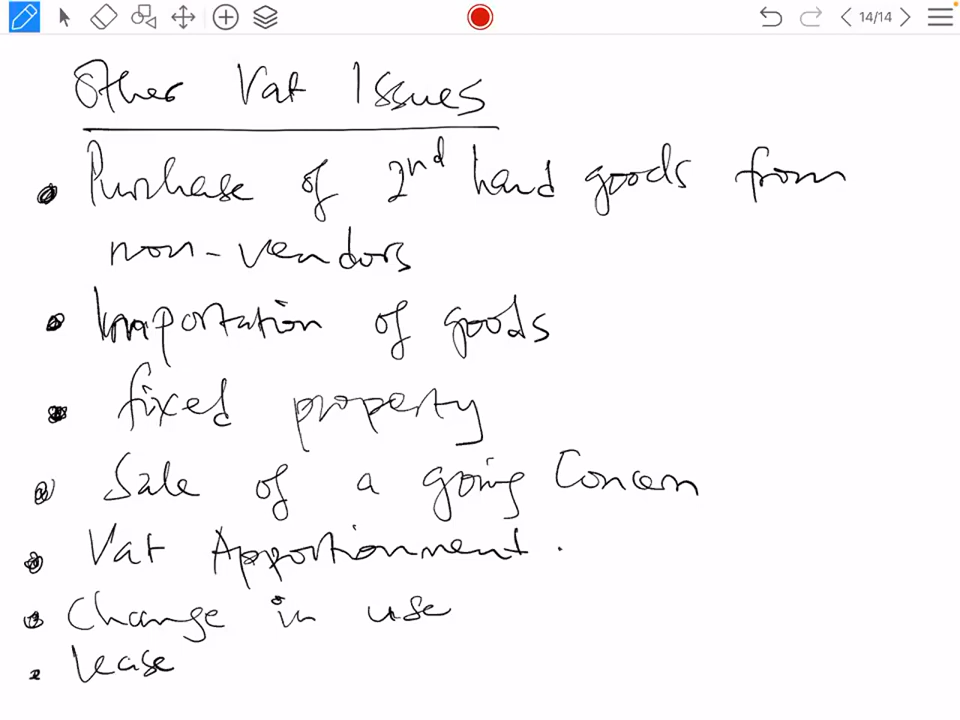 14/14
Other Vat Issues
• Purchase of 2nd hand goods from
non-vendors
• Importation of goods
• fixed property
• Sale of a going Concern
• Vat Apportionment.
• Change in use
• Lease